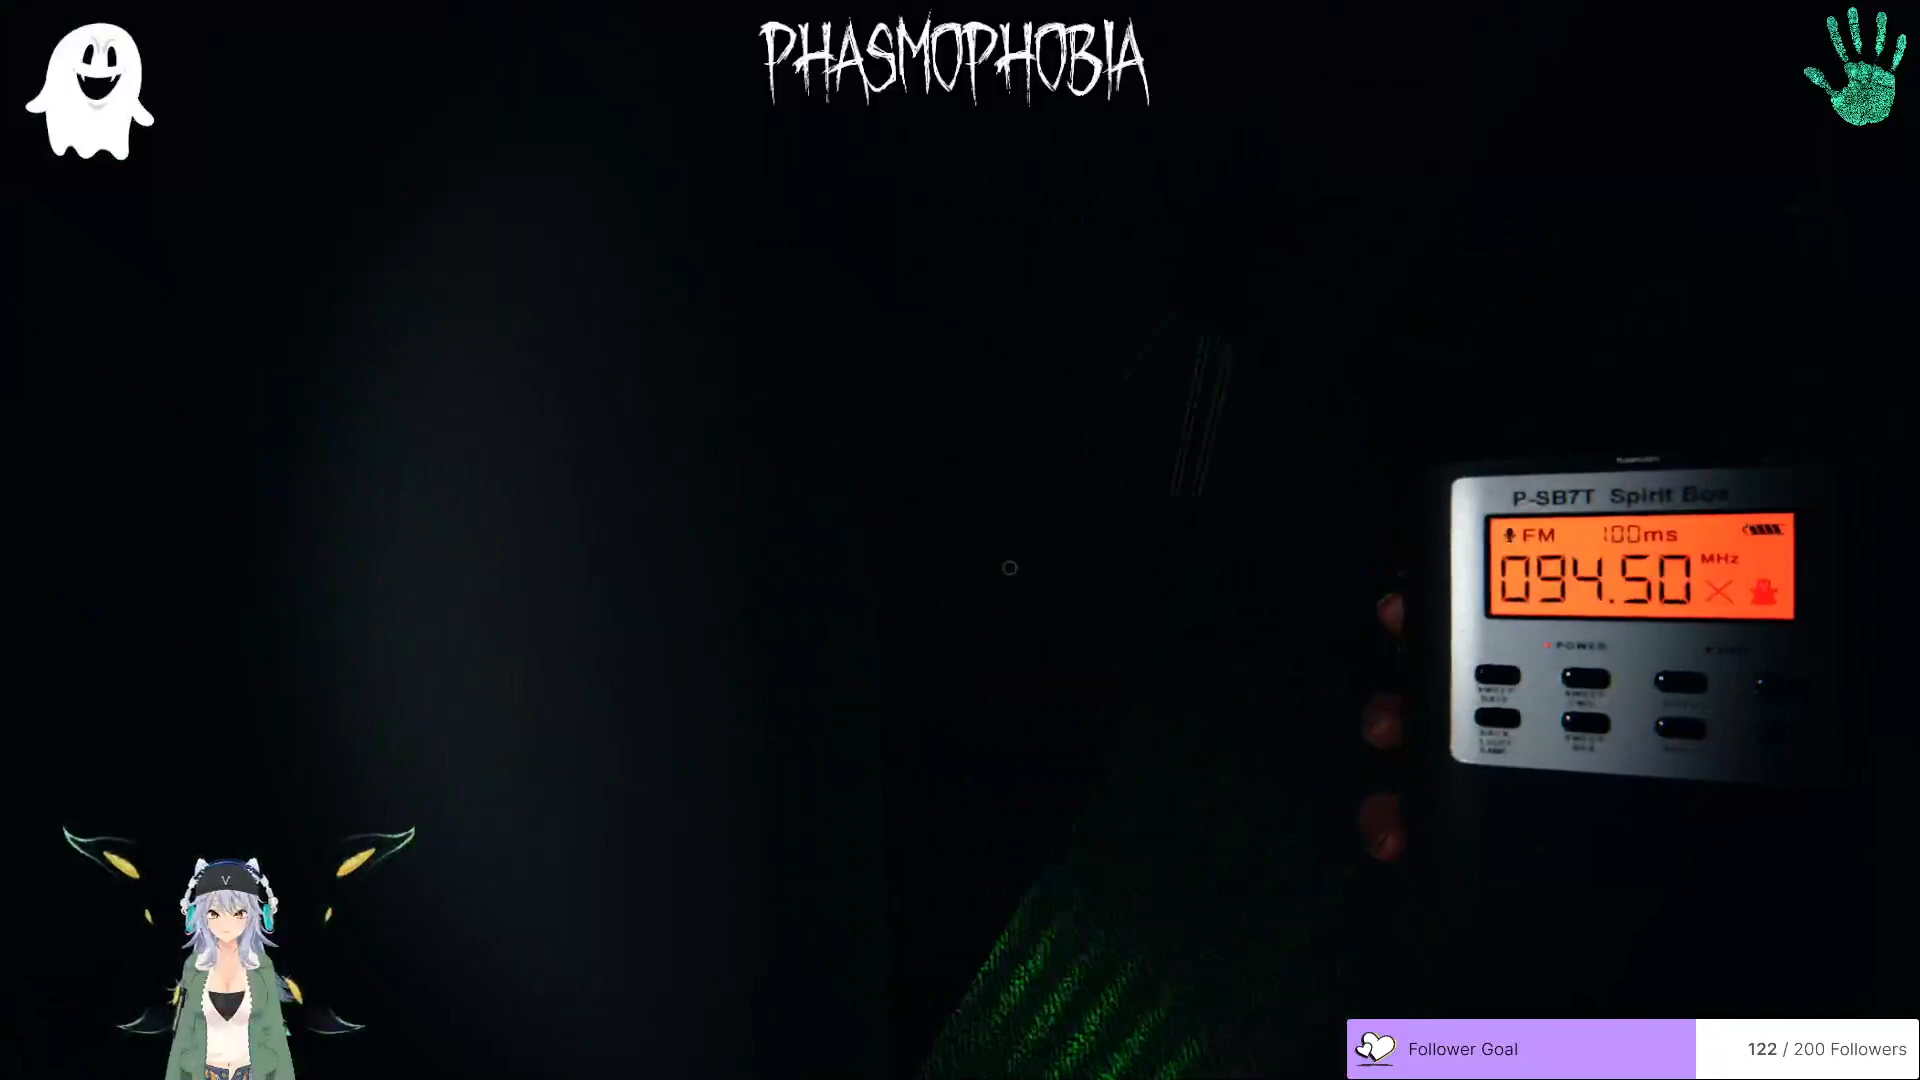 PHASMOPHOBIA
P-SB7T Spirit Box
FM 100ms
094.50 MHz
POWER
V
Follower Goal
122 / 200 Followers